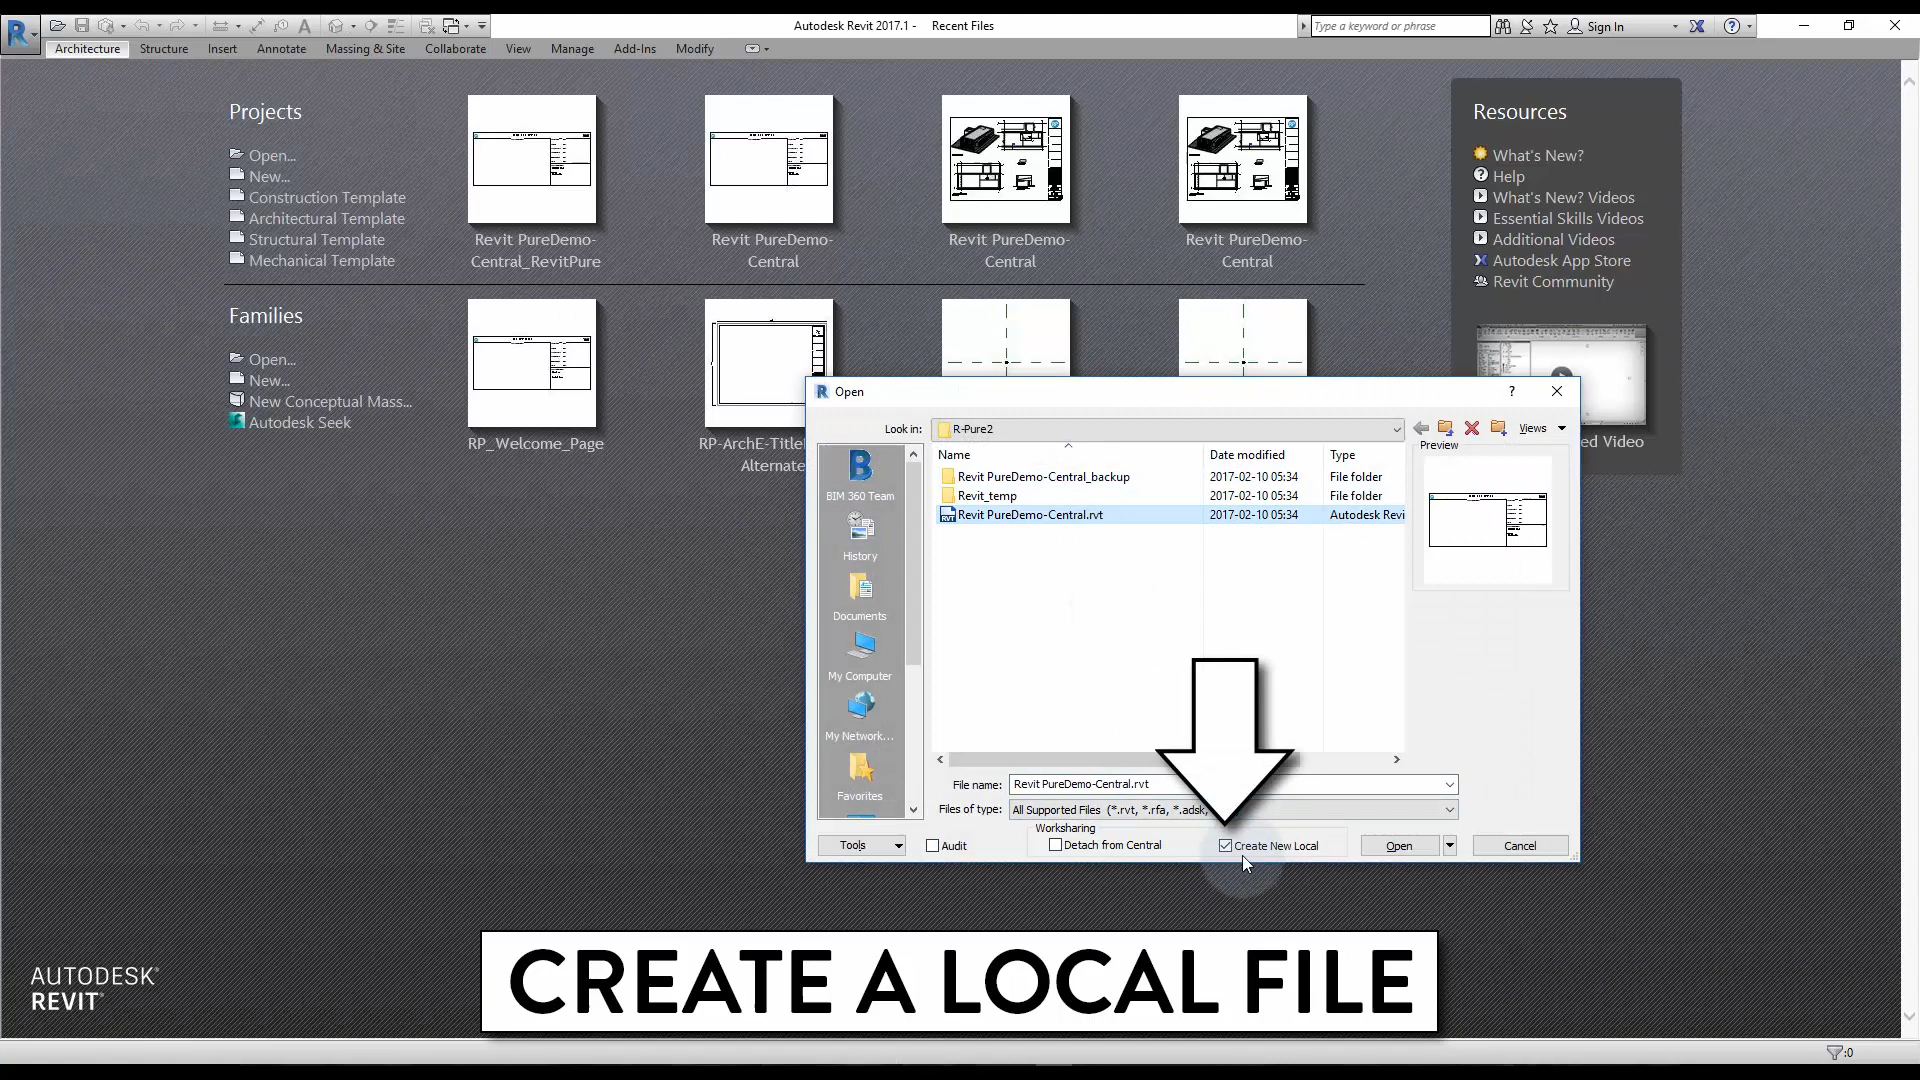 Autodesk Revit 2017.1 -    Recent Files
Type a keyword or phrase
Sign In
Architecture
Structure
Insert
Annotate
Massing & Site
Collaborate
View
Manage
Add-Ins
Modify
Projects
Open...
New...
Construction Template
Architectural Template
Structural Template
Mechanical Template
Revit PureDemo-
Central_RevitPure
Revit PureDemo-
Central
Revit PureDemo-
Central
Revit PureDemo-
Central
Families
Open...
New...
New Conceptual Mass...
Autodesk Seek
RP_Welcome_Page
RP-ArchE-Title
Alternate
Resources
What's New?
Help
What's New? Videos
Essential Skills Videos
Additional Videos
Autodesk App Store
Revit Community
ed Video
Open
Look in:
R-Pure2
Views
Preview
Name
Date modified
Type
Revit PureDemo-Central_backup
2017-02-10 05:34
File folder
Revit_temp
2017-02-10 05:34
File folder
Revit PureDemo-Central.rvt
2017-02-10 05:34
Autodesk Revi
BIM 360 Team
History
Documents
My Computer
My Network...
Favorites
File name:
Revit PureDemo-Central.rvt
Files of type:
All Supported Files  (*.rvt, *.rfa, *.adsk,
Worksharing
Tools
Audit
Detach from Central
Create New Local
Open
Cancel
CREATE A LOCAL FILE
AUTODESK®
REVIT®
:0